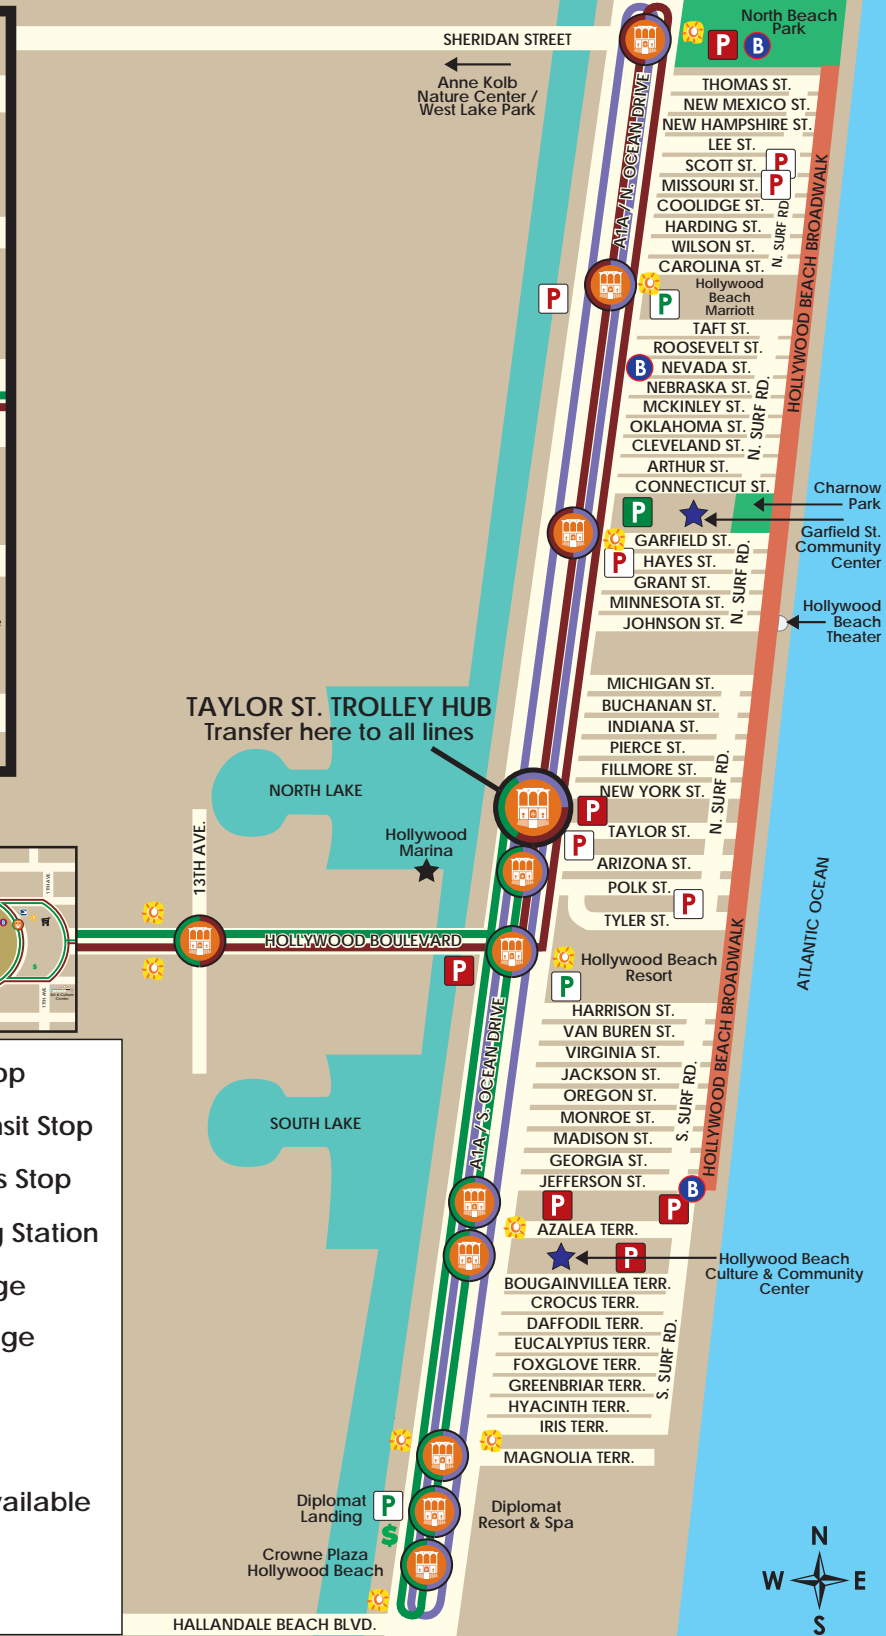 North Beach
Park
SHERIDAN STREET
P
B
Anne Kolb
Nature Center /
West Lake Park
A1A / N. OCEAN DRIVE
THOMAS ST.
NEW MEXICO ST.
NEW HAMPSHIRE ST.
LEE ST.
SCOTT ST.
P
MISSOURI ST.
P
COOLIDGE ST.
HARDING ST.
WILSON ST.
CAROLINA ST.
N. SURF RD.
HOLLYWOOD BEACH BROADWALK
P
Hollywood
Beach
Marriott
P
TAFT ST.
ROOSEVELT ST.
B
NEVADA ST.
NEBRASKA ST.
MCKINLEY ST.
OKLAHOMA ST.
CLEVELAND ST.
ARTHUR ST.
CONNECTICUT ST.
N. SURF RD.
Charnow
Park
P
Garfield St.
Community
Center
GARFIELD ST.
P
HAYES ST.
GRANT ST.
MINNESOTA ST.
JOHNSON ST.
N. SURF RD.
Hollywood
Beach
Theater
MICHIGAN ST.
BUCHANAN ST.
INDIANA ST.
PIERCE ST.
FILLMORE ST.
NEW YORK ST.
N. SURF RD.
TAYLOR ST. TROLLEY HUB
Transfer here to all lines
NORTH LAKE
P
TAYLOR ST.
P
Hollywood
Marina
ARIZONA ST.
POLK ST.
P
TYLER ST.
13TH AVE.
ATLANTIC OCEAN
11TH AVE.
11TH AVE.
HOLLYWOOD BOULEVARD
P
Hollywood Beach
Resort
P
HOLLYWOOD BEACH BROADWALK
A1A / S. OCEAN DRIVE
HARRISON ST.
VAN BUREN ST.
VIRGINIA ST.
JACKSON ST.
OREGON ST.
MONROE ST.
MADISON ST.
GEORGIA ST.
JEFFERSON ST.
S. SURF RD.
SOUTH LAKE
op
nsit Stop
s Stop
g Station
ge
ge
vailable
P
P
B
AZALEA TERR.
P
Hollywood Beach
Culture & Community
Center
BOUGAINVILLEA TERR.
CROCUS TERR.
DAFFODIL TERR.
EUCALYPTUS TERR.
FOXGLOVE TERR.
GREENBRIAR TERR.
HYACINTH TERR.
IRIS TERR.
S. SURF RD.
MAGNOLIA TERR.
Diplomat
Landing
P
$
Diplomat
Resort & Spa
Crowne Plaza
Hollywood Beach
HALLANDALE BEACH BLVD.
N
W
E
S